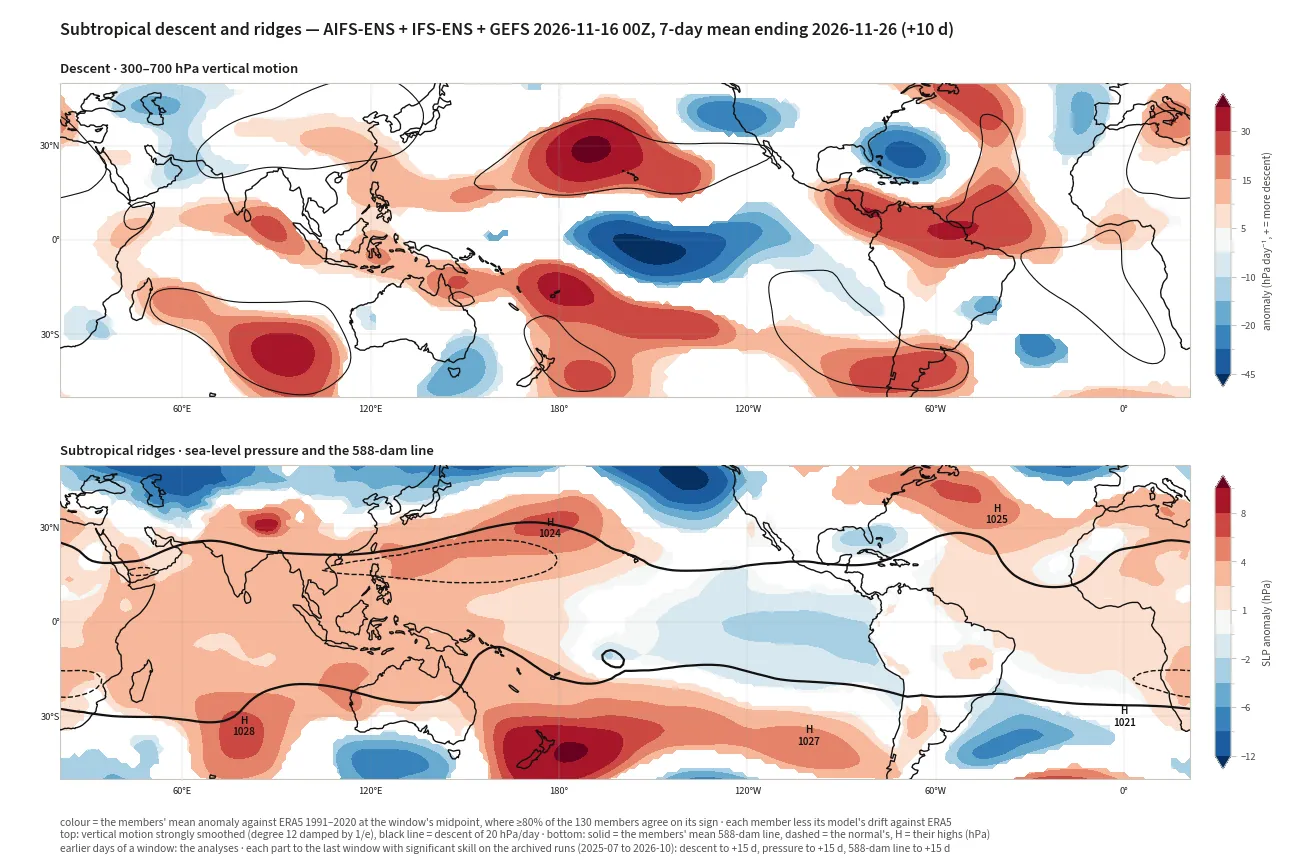 Subtropical descent and ridges — AIFS-ENS + IFS-ENS + GEFS 2026-11-16 00Z, 7-day mean ending 2026-11-26 (+10 d)
Descent · 300–700 hPa vertical motion
30°N
0°
30°S
60°E
120°E
180°
120°W
60°W
0°
30
15
5
−10
−20
−45
anomaly (hPa day⁻¹, + = more descent)
Subtropical ridges · sea-level pressure and the 588-dam line
30°N
0°
30°S
H
1024
H
1025
H
1028
H
1027
H
1021
60°E
120°E
180°
120°W
60°W
0°
8
4
1
−2
−6
−12
SLP anomaly (hPa)
colour = the members' mean anomaly against ERA5 1991–2020 at the window's midpoint, where ≥80% of the 130 members agree on its sign · each member less its model's drift against ERA5
top: vertical motion strongly smoothed (degree 12 damped by 1/e), black line = descent of 20 hPa/day · bottom: solid = the members' mean 588-dam line, dashed = the normal's, H = their highs (hPa)
earlier days of a window: the analyses · each part to the last window with significant skill on the archived runs (2025-07 to 2026-10): descent to +15 d, pressure to +15 d, 588-dam line to +15 d